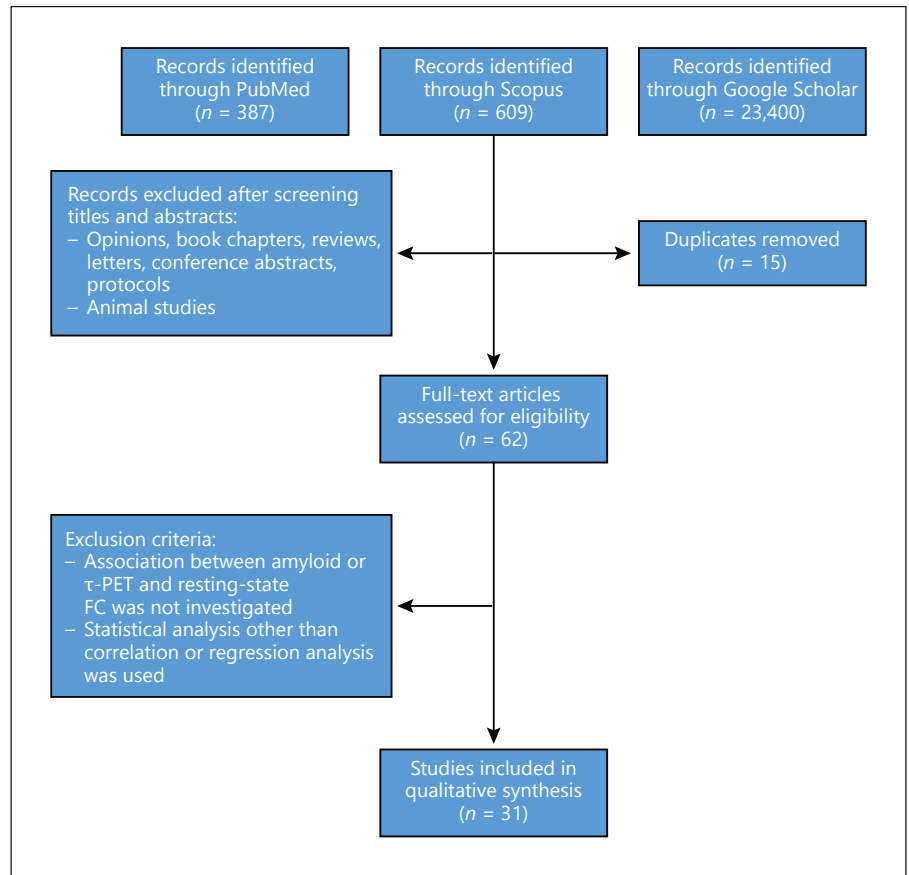 Records identified
through PubMed
(n = 387)
Records identified
through Scopus
(n = 609)
Records identified
through Google Scholar
(n = 23,400)
Records excluded after screening
titles and abstracts:
– Opinions, book chapters, reviews,
letters, conference abstracts,
protocols
– Animal studies
Duplicates removed
(n = 15)
Full-text articles
assessed for eligibility
(n = 62)
Exclusion criteria:
– Association between amyloid or
τ-PET and resting-state
FC was not investigated
– Statistical analysis other than
correlation or regression analysis
was used
Studies included in
qualitative synthesis
(n = 31)